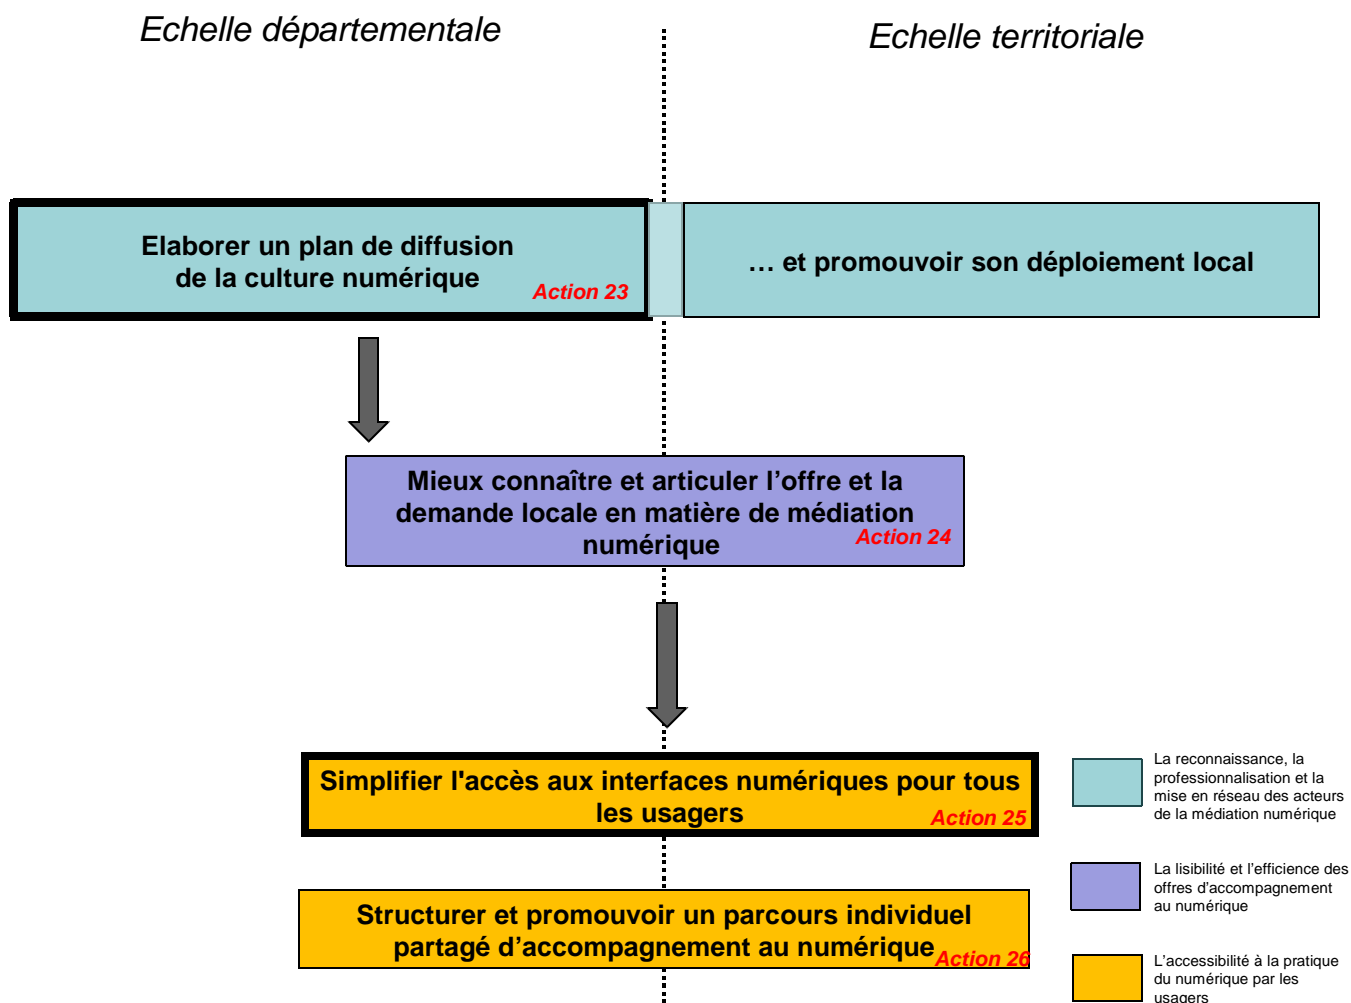 Echelle départementale
Echelle territoriale
Elaborer un plan de diffusion
de la culture numérique
Action 23
… et promouvoir son déploiement local
Mieux connaître et articuler l’offre et la
demande locale en matière de médiation
numérique
Action 24
Simplifier l'accès aux interfaces numériques pour tous
les usagers
Action 25
Structurer et promouvoir un parcours individuel
partagé d’accompagnement au numérique
Action 26
La reconnaissance, la
professionnalisation et la
mise en réseau des acteurs
de la médiation numérique
La lisibilité et l’efficience des
offres d’accompagnement
au numérique
L’accessibilité à la pratique
du numérique par les
usagers